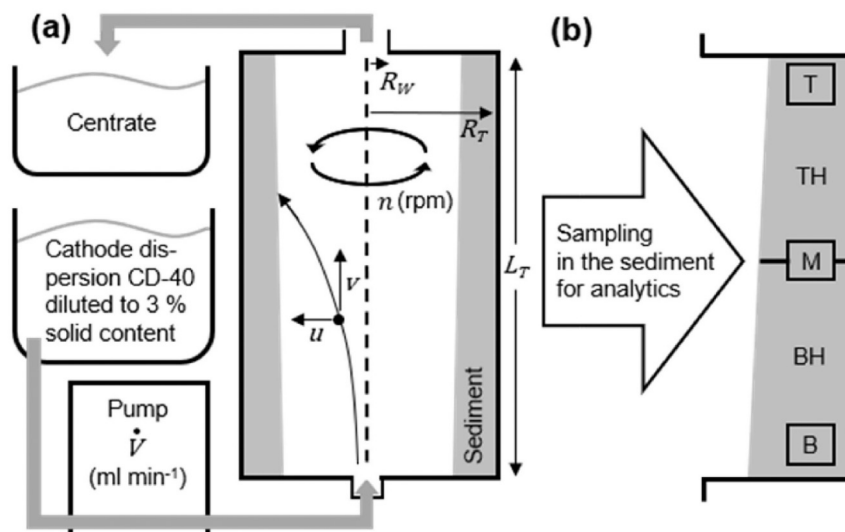 (a)
Centrate
Cathode dis-
persion CD-40
diluted to 3 %
solid content
Pump
V̇
(ml min⁻¹)
R_W
R_T
n (rpm)
v
u
L_T
Sediment
(b)
Sampling
in the sediment
for analytics
T
TH
M
BH
B